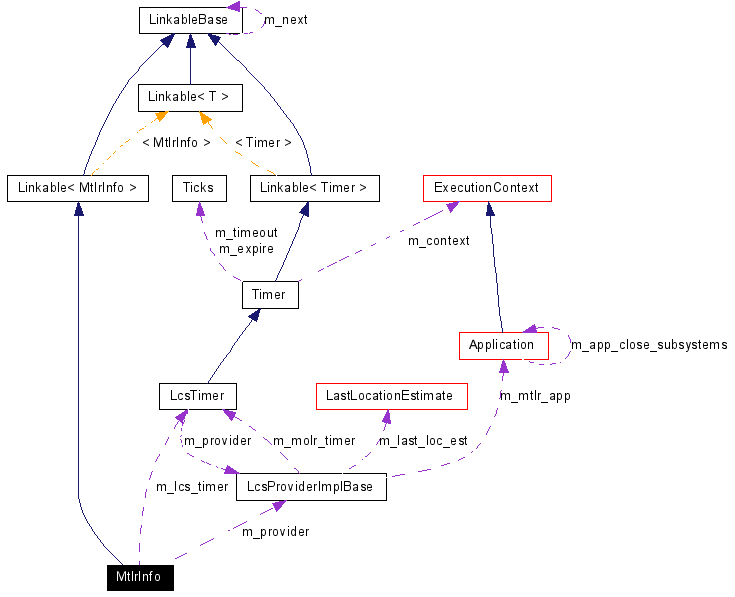 LinkableBase
m_next
Linkable< T >
< MtlrInfo >
< Timer >
Linkable< MtlrInfo >
Ticks
Linkable< Timer >
ExecutionContext
m_timeout
m_expire
m_context
Timer
Application
m_app_close_subsystems
LcsTimer
LastLocationEstimate
m_mtlr_app
m_provider
m_molr_timer
m_last_loc_est
m_lcs_timer
LcsProviderImplBase
m_provider
MtlrInfo